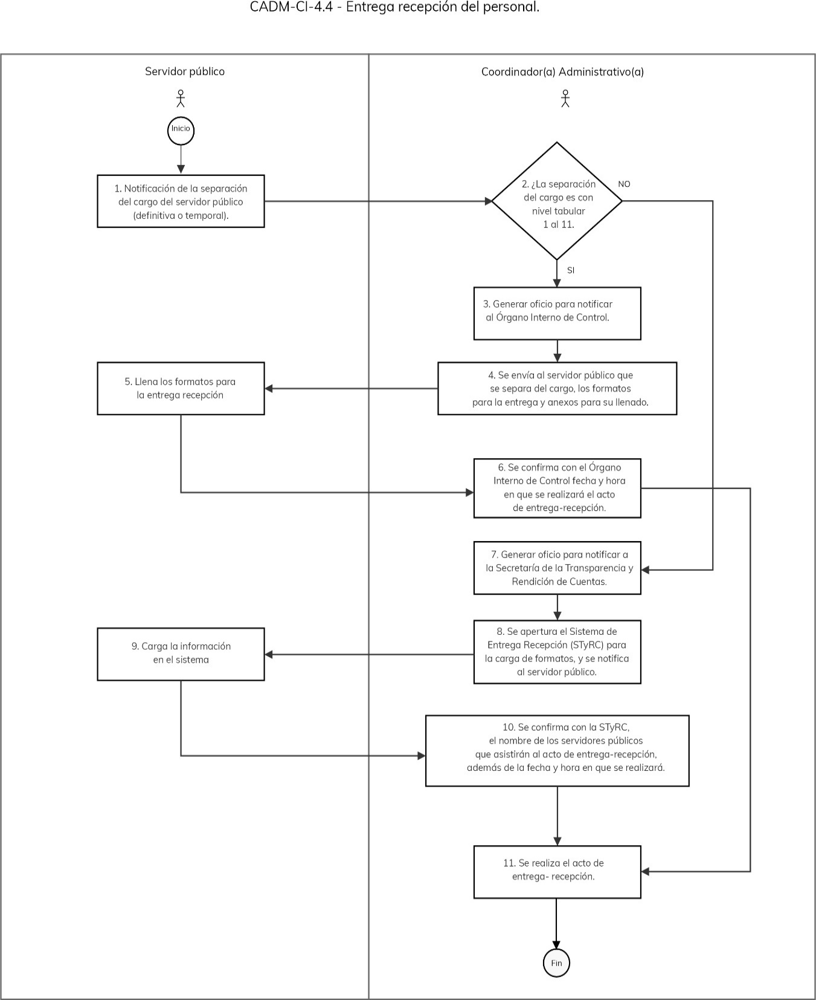 CADM-CI-4.4 - Entrega recepción del personal.
Servidor público
Coordinador(a) Administrativo(a)
Inicio
1. Notificación de la separación
del cargo del servidor público
(definitiva o temporal).
2. ¿La separación
del cargo es con
nivel tabular
1 al 11.
NO
SI
3. Generar oficio para notificar
al Órgano Interno de Control.
4. Se envía al servidor público que
se separa del cargo, los formatos
para la entrega y anexos para su llenado.
5. Llena los formatos para
la entrega recepción
6. Se confirma con el Órgano
Interno de Control fecha y hora
en que se realizará el acto
de entrega-recepción.
7. Generar oficio para notificar a
la Secretaría de la Transparencia y
Rendición de Cuentas.
8. Se apertura el Sistema de
Entrega Recepción (STyRC) para
la carga de formatos, y se notifica
al servidor público.
9. Carga la información
en el sistema
10. Se confirma con la STyRC,
el nombre de los servidores públicos
que asistirán al acto de entrega-recepción,
además de la fecha y hora en que se realizará.
11. Se realiza el acto de
entrega- recepción.
Fin